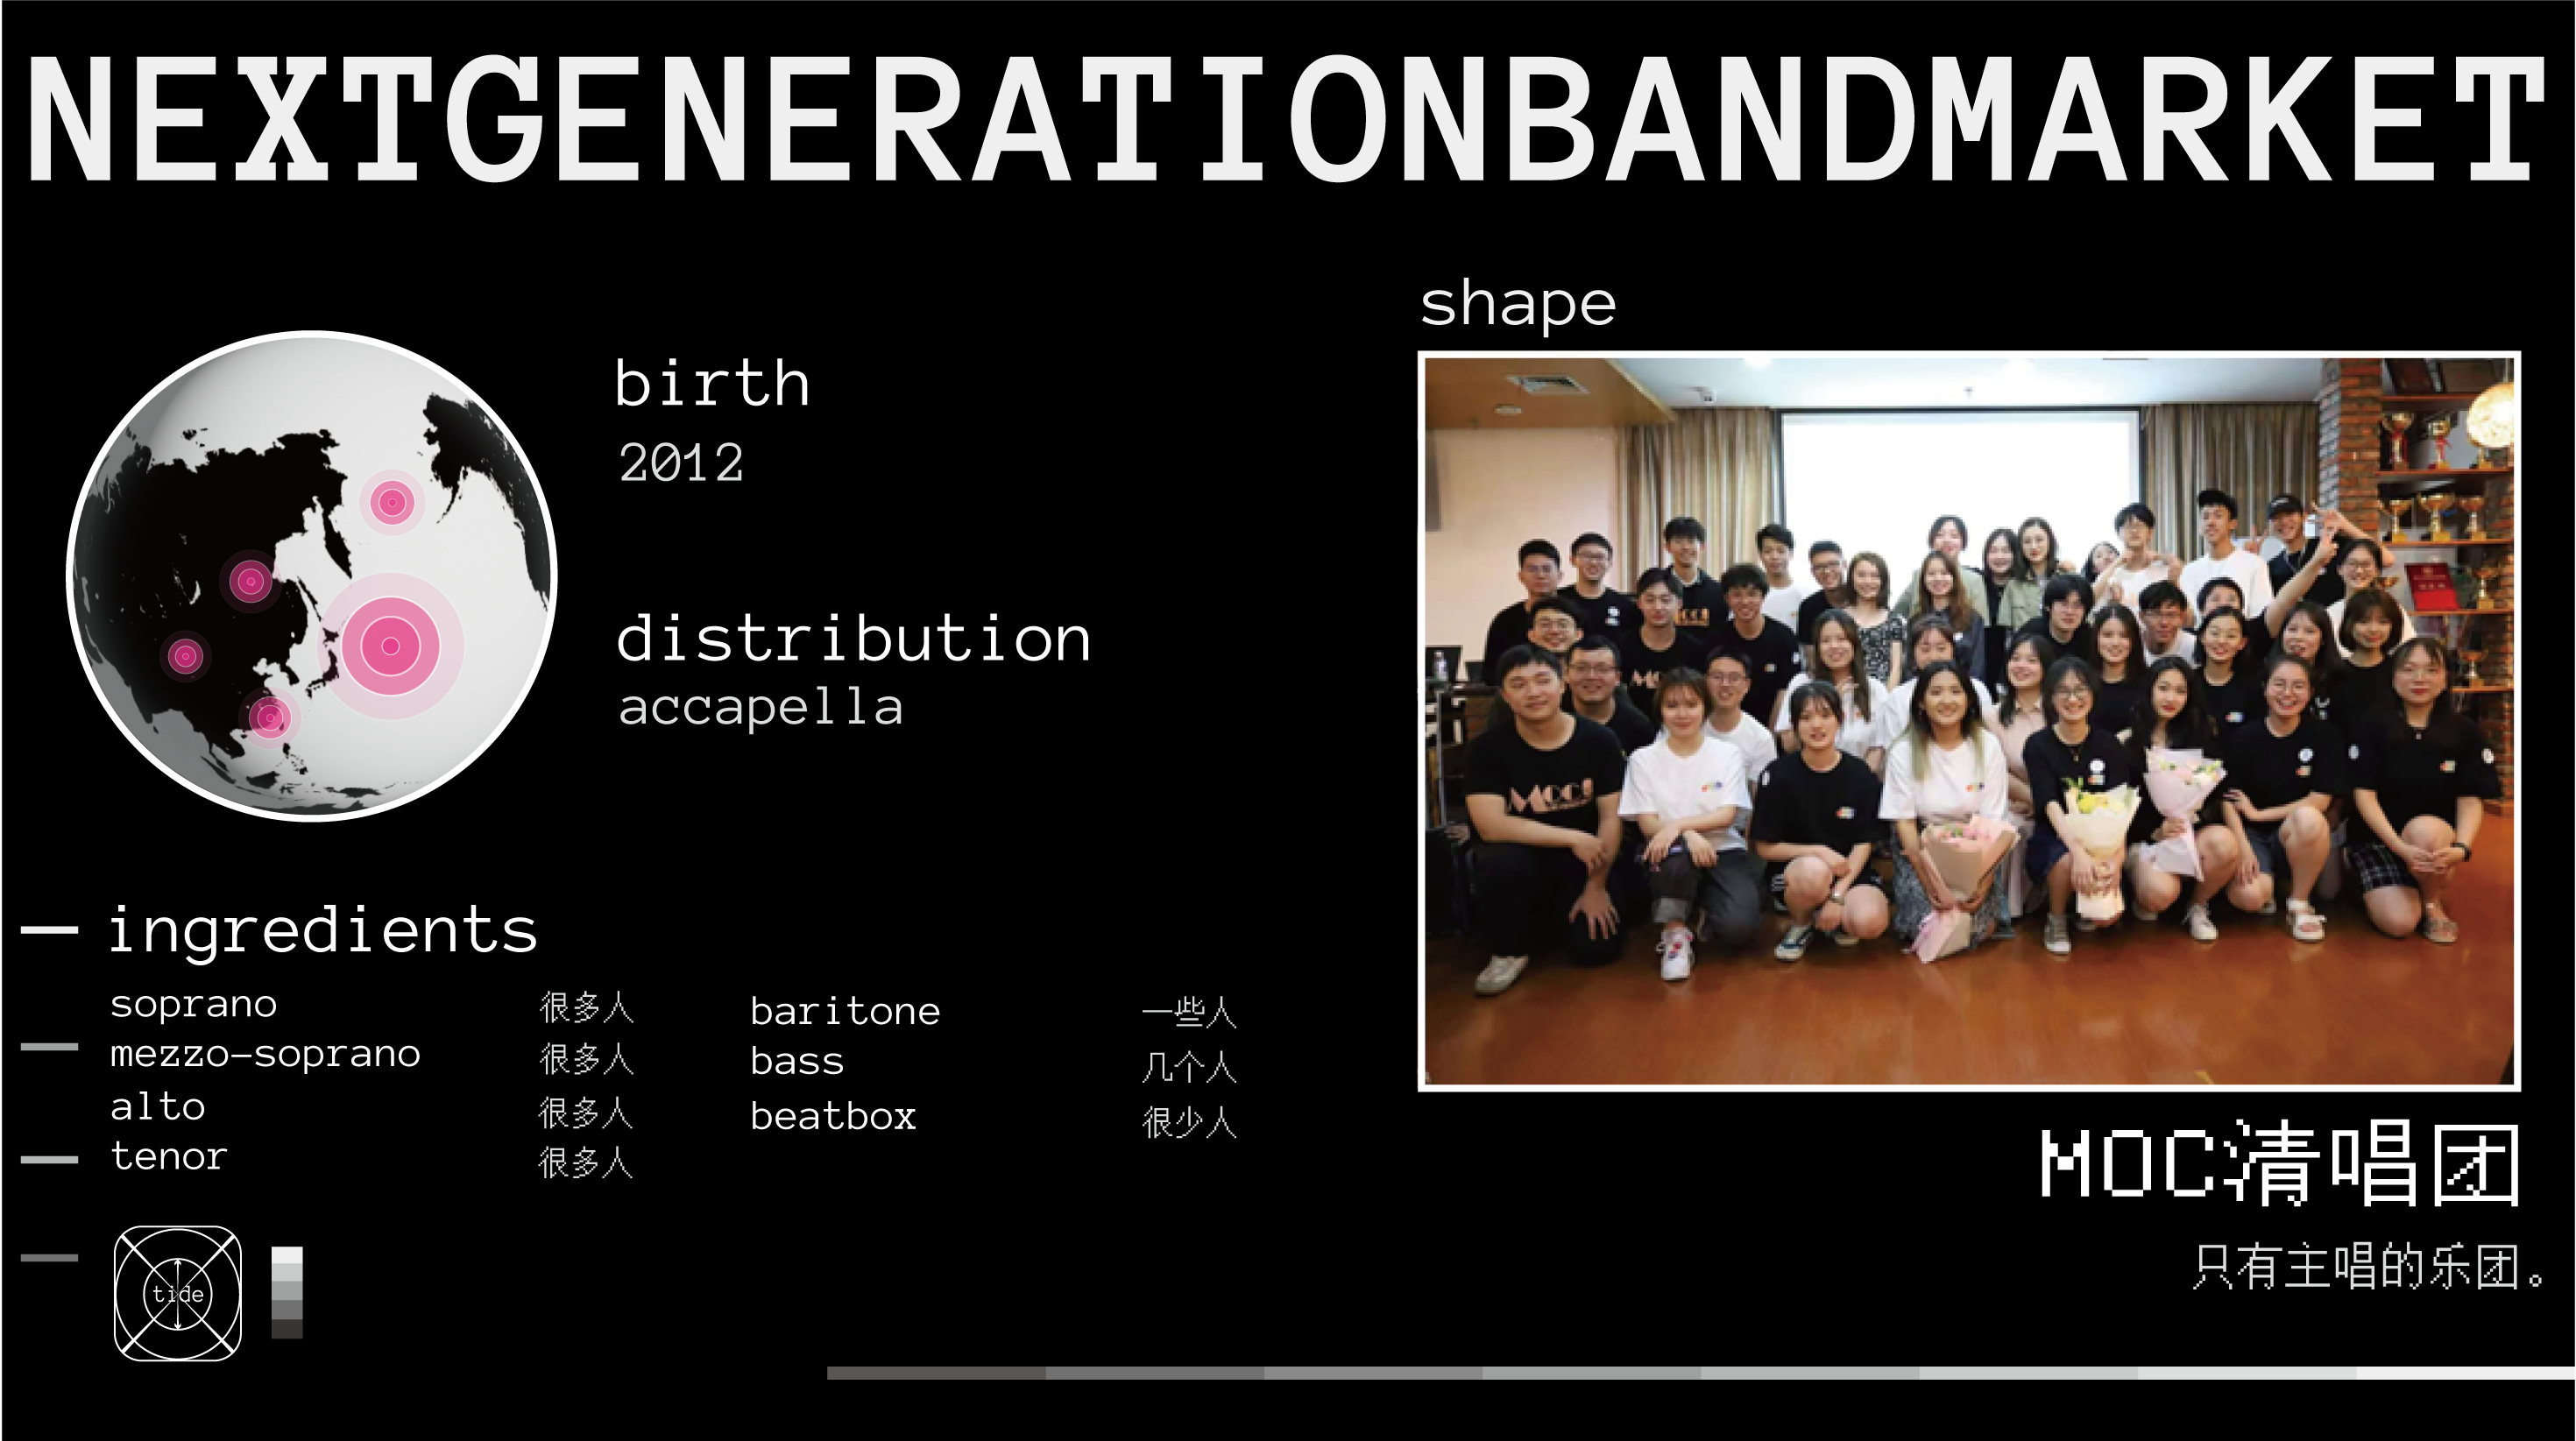 NEXTGENERATIONBANDMARKET
shape
birth
2012
distribution
accapella
ingredients
soprano 很多人
mezzo-soprano 很多人
alto 很多人
tenor 很多人
baritone 一些人
bass 几个人
beatbox 很少人
tide
MOC清唱团
只有主唱的乐团。